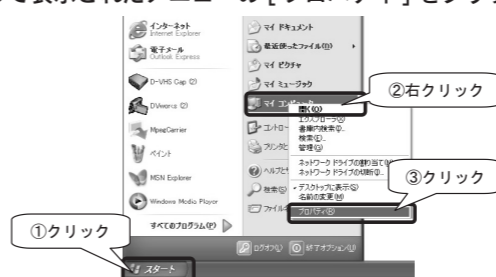 て表示されたメニューの［プロパティ］をクリッ
インターネット
Internet Explorer
電子メール
Outlook Express
D-VHS Cap (2)
MpegCarrier
ペイント
MSN Explorer
Windows Media Player
すべてのプログラム(P)
マイ ドキュメント
最近使ったファイル(D)
マイ ピクチャ
マイ ミュージック
マイ コンピュータ
開く(O)
エクスプローラ(X)
書庫内検索(Q)...
検索(E)...
管理(G)
ネットワーク ドライブの割り当て(N)
ネットワーク ドライブの切断(I)...
デスクトップに表示(S)
名前の変更(M)
プロパティ(R)
コントロ
プリンタと
ヘルプと
検索(S)
ファイル
②右クリック
③クリック
①クリック
ログオフ(L)
終了オプション(U)
スタート